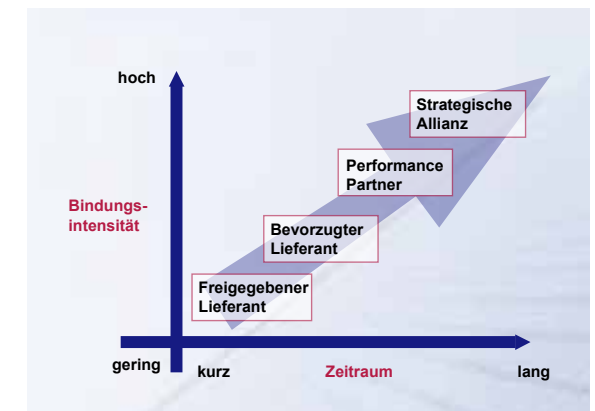 hoch
Strategische
Allianz
Performance
Partner
Bindungs-
intensität
Bevorzugter
Lieferant
Freigegebener
Lieferant
gering
kurz
Zeitraum
lang